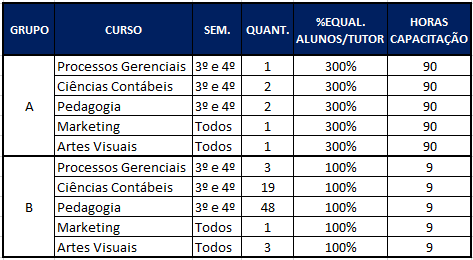 GRUPO CURSO SEM. QUANT. %EQUAL. ALUNOS/TUTOR HORAS CAPACITAÇÃO
A
Processos Gerenciais 3º e 4º 1 300% 90
Ciências Contábeis 3º e 4º 2 300% 90
Pedagogia 3º e 4º 2 300% 90
Marketing Todos 1 300% 90
Artes Visuais Todos 1 300% 90
B
Processos Gerenciais 3º e 4º 3 100% 9
Ciências Contábeis 3º e 4º 19 100% 9
Pedagogia 3º e 4º 48 100% 9
Marketing Todos 1 100% 9
Artes Visuais Todos 3 100% 9